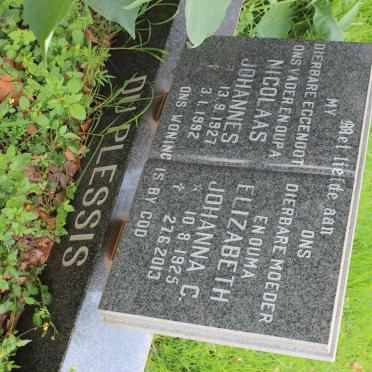 Met liefde aan
MY
DIERBARE EGGENOOT
ONS VADER EN OUPA
NICOLAAS
JOHANNES
* 13.9.1927
✝ 3.1.1992
ONS WONING IS BY GOD
ONS
DIERBARE MOEDER
EN OUMA
ELIZABETH
JOHANNA C.
* 10.8.1925
✝ 27.6.2013
DU PLESSIS